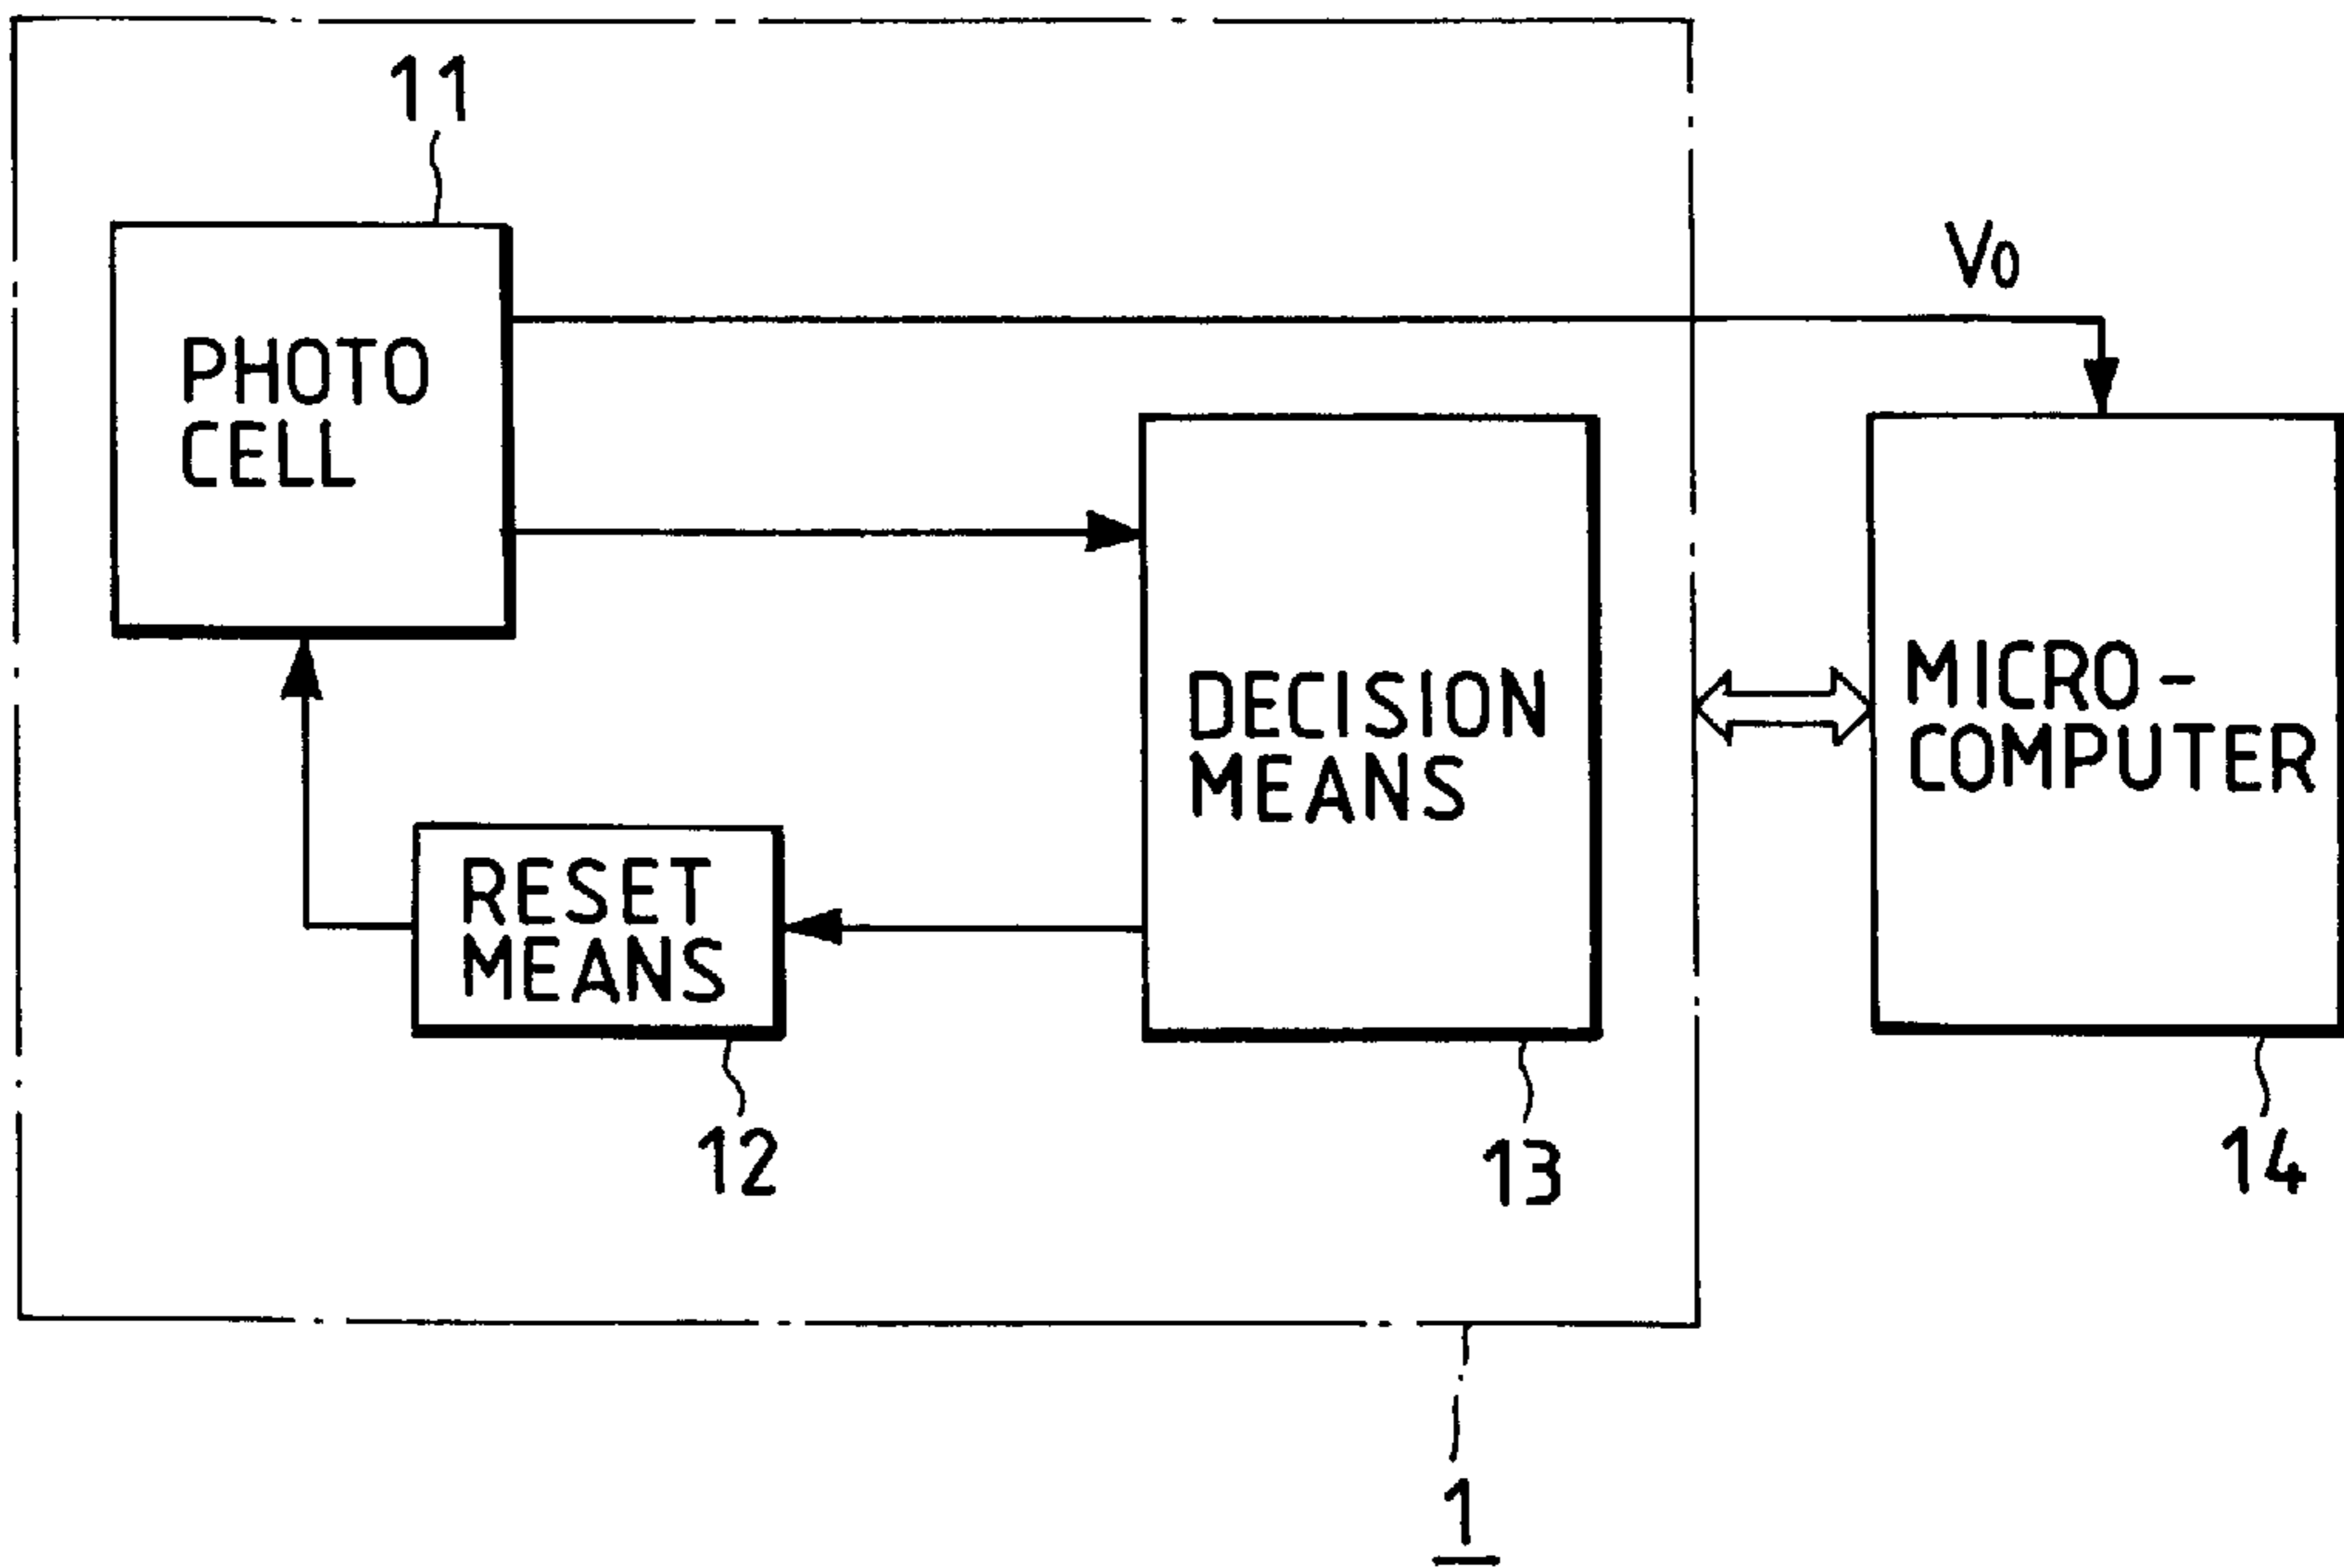 11
V0
PHOTO
CELL
DECISION
MEANS
MICRO-
COMPUTER
RESET
MEANS
12
13
14
1